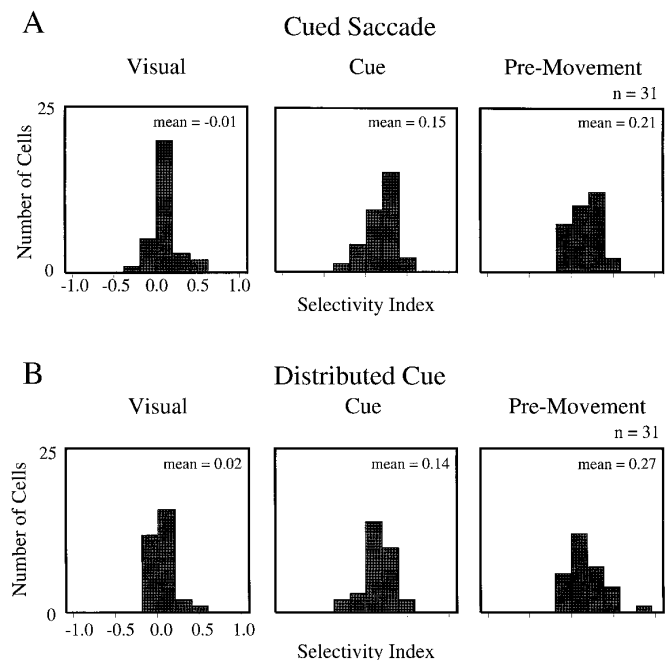 A
Cued Saccade
Visual
Cue
Pre-Movement
n = 31
25
mean = -0.01
mean = 0.15
mean = 0.21
Number of Cells
0
-1.0 -0.5 0.0 0.5 1.0
Selectivity Index
B
Distributed Cue
Visual
Cue
Pre-Movement
n = 31
25
mean = 0.02
mean = 0.14
mean = 0.27
Number of Cells
0
-1.0 -0.5 0.0 0.5 1.0
Selectivity Index